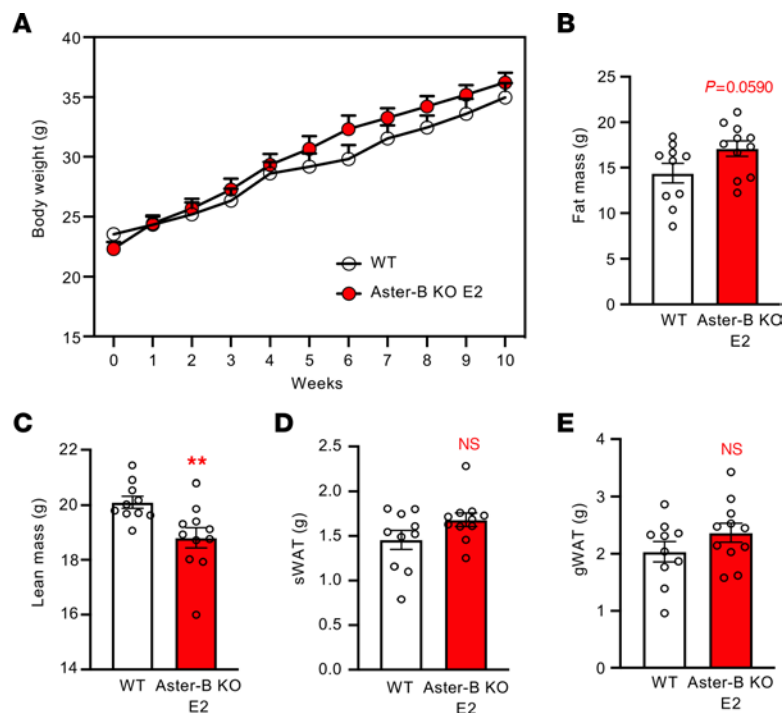 A
Body weight (g)
40
35
30
25
20
15
WT
Aster-B KO E2
0 1 2 3 4 5 6 7 8 9 10
Weeks
B
Fat mass (g)
25
20
15
10
5
0
P=0.0590
WT Aster-B KO
E2
C
Lean mass (g)
22
20
18
16
14
**
WT Aster-B KO
E2
D
sWAT (g)
2.5
2.0
1.5
1.0
0.5
0.0
NS
WT Aster-B KO
E2
E
gWAT (g)
4
3
2
1
0
NS
WT Aster-B KO
E2